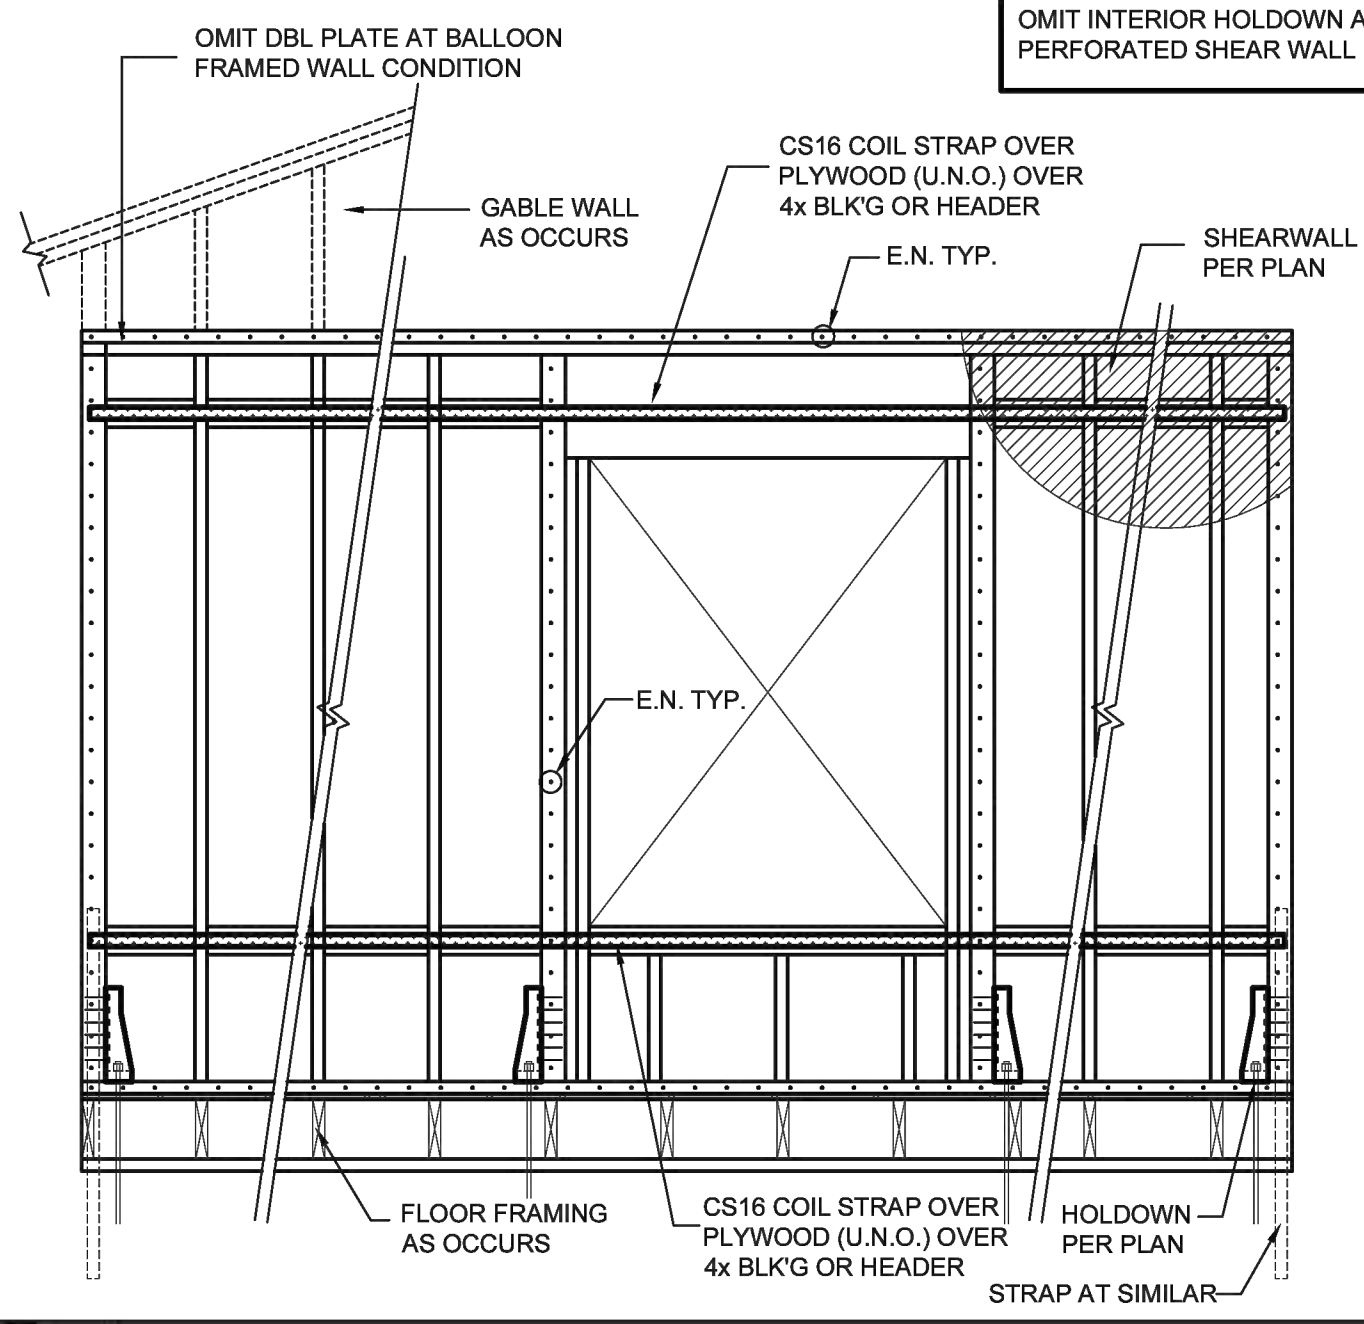 OMIT INTERIOR HOLDOWN A
PERFORATED SHEAR WALL
OMIT DBL PLATE AT BALLOON
FRAMED WALL CONDITION
CS16 COIL STRAP OVER
PLYWOOD (U.N.O.) OVER
4x BLK'G OR HEADER
GABLE WALL
AS OCCURS
E.N. TYP.
SHEARWALL
PER PLAN
E.N. TYP.
FLOOR FRAMING
AS OCCURS
CS16 COIL STRAP OVER
PLYWOOD (U.N.O.) OVER
4x BLK'G OR HEADER
HOLDOWN
PER PLAN
STRAP AT SIMILAR